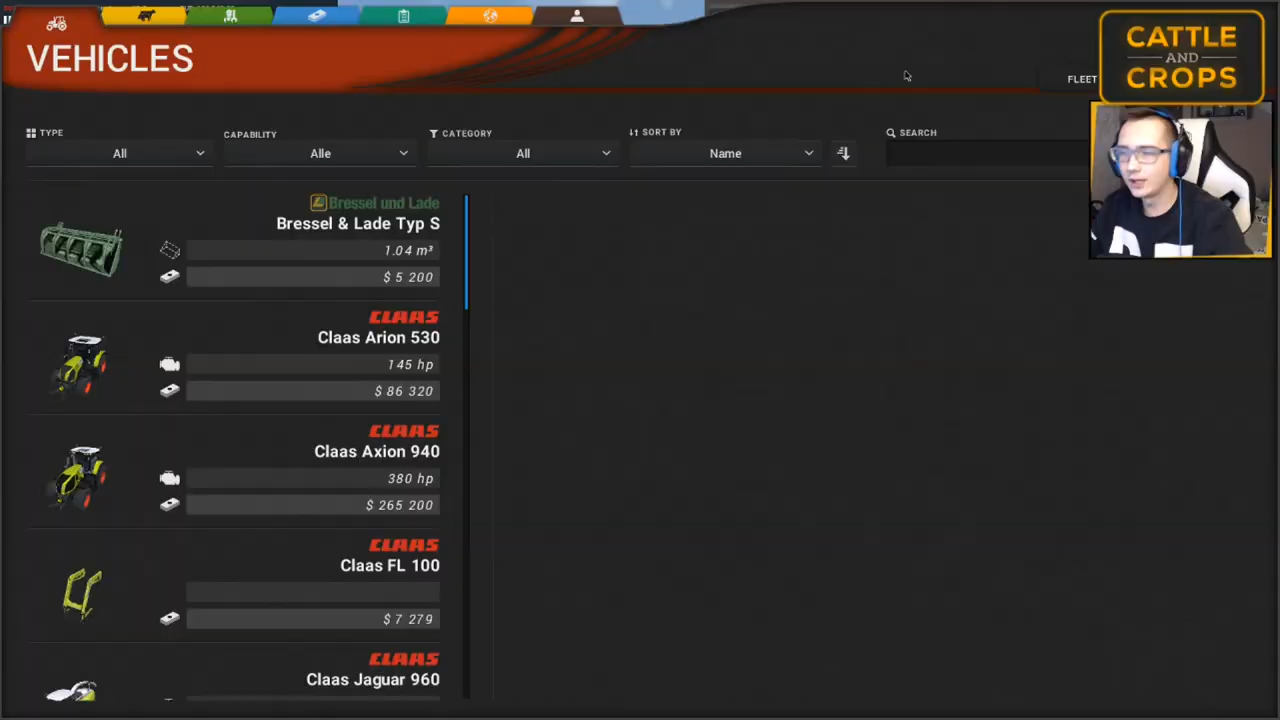 VEHICLES
FLEET
CATTLE
AND
CROPS
TYPE
CAPABILITY
CATEGORY
SORT BY
SEARCH
All
Alle
All
Name
Bressel und Lade
Bressel & Lade Typ S
1.04 m³
$ 5 200
CLAAS
Claas Arion 530
145 hp
$ 86 320
CLAAS
Claas Axion 940
380 hp
$ 265 200
CLAAS
Claas FL 100
$ 7 279
CLAAS
Claas Jaguar 960